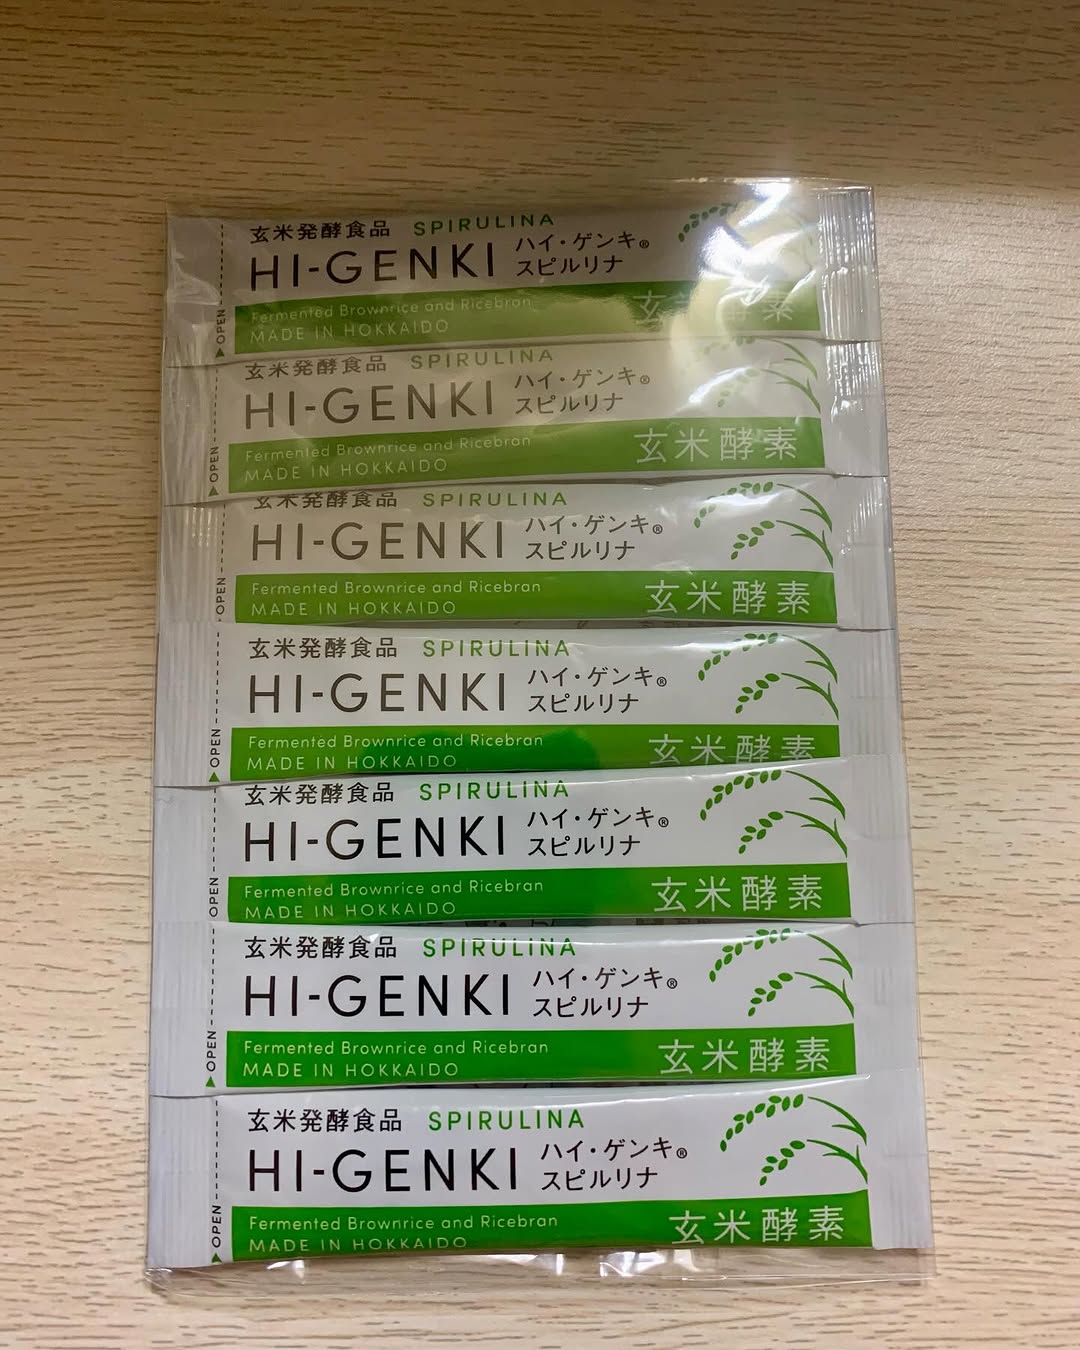 玄米発酵食品 SPIRULINA
HI-GENKI ハイ・ゲンキ®
スピルリナ
Fermented Brownrice and Ricebran
MADE IN HOKKAIDO
玄米酵素
OPEN
玄米発酵食品 SPIRULINA
HI-GENKI ハイ・ゲンキ®
スピルリナ
Fermented Brownrice and Ricebran
MADE IN HOKKAIDO
玄米酵素
OPEN
玄米発酵食品 SPIRULINA
HI-GENKI ハイ・ゲンキ®
スピルリナ
Fermented Brownrice and Ricebran
MADE IN HOKKAIDO
玄米酵素
OPEN
玄米発酵食品 SPIRULINA
HI-GENKI ハイ・ゲンキ®
スピルリナ
Fermented Brownrice and Ricebran
MADE IN HOKKAIDO
玄米酵素
OPEN
玄米発酵食品 SPIRULINA
HI-GENKI ハイ・ゲンキ®
スピルリナ
Fermented Brownrice and Ricebran
MADE IN HOKKAIDO
玄米酵素
OPEN
玄米発酵食品 SPIRULINA
HI-GENKI ハイ・ゲンキ®
スピルリナ
Fermented Brownrice and Ricebran
MADE IN HOKKAIDO
玄米酵素
OPEN
玄米発酵食品 SPIRULINA
HI-GENKI ハイ・ゲンキ®
スピルリナ
Fermented Brownrice and Ricebran
MADE IN HOKKAIDO
玄米酵素
OPEN